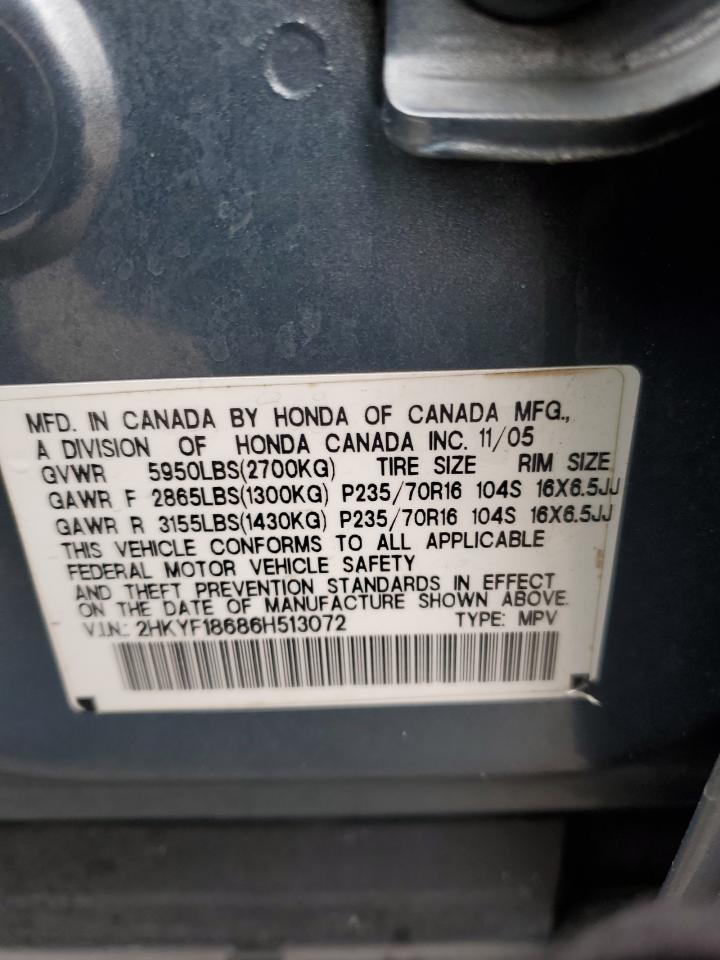 MFD. IN CANADA BY HONDA OF CANADA MFG.,
A DIVISION OF HONDA CANADA INC. 11/05
GVWR 5950LBS(2700KG) TIRE SIZE RIM SIZE
GAWR F 2865LBS(1300KG) P235/70R16 104S 16X6.5JJ
GAWR R 3155LBS(1430KG) P235/70R16 104S 16X6.5JJ
THIS VEHICLE CONFORMS TO ALL APPLICABLE
FEDERAL MOTOR VEHICLE SAFETY
AND THEFT PREVENTION STANDARDS IN EFFECT
ON THE DATE OF MANUFACTURE SHOWN ABOVE.
V.I.N.: 2HKYF18686H513072 TYPE: MPV